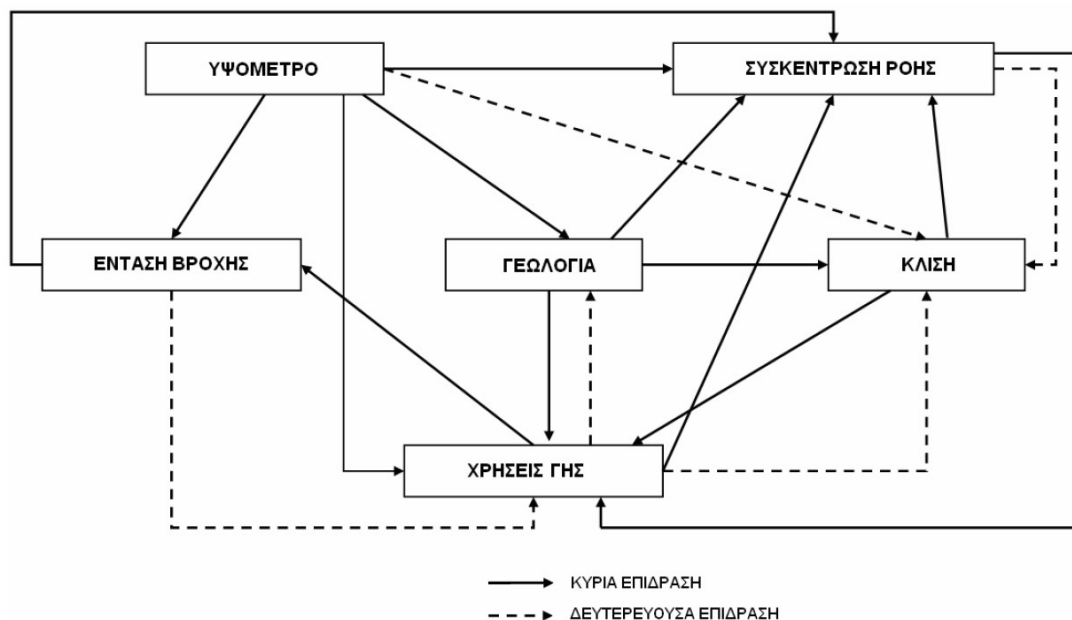 ΥΨΟΜΕΤΡΟ
ΣΥΣΚΕΝΤΡΩΣΗ ΡΟΗΣ
ΕΝΤΑΣΗ ΒΡΟΧΗΣ
ΓΕΩΛΟΓΙΑ
ΚΛΙΣΗ
ΧΡΗΣΕΙΣ ΓΗΣ
ΚΥΡΙΑ ΕΠΙΔΡΑΣΗ
ΔΕΥΤΕΡΕΥΟΥΣΑ ΕΠΙΔΡΑΣΗ